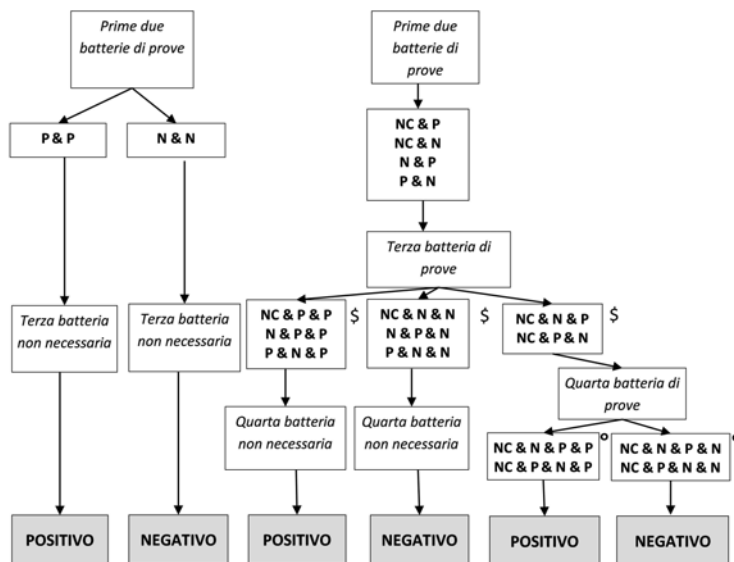 Prime due
batterie di prove
P & P
N & N
Terza batteria
non necessaria
Terza batteria
non necessaria
POSITIVO
NEGATIVO
Prime due
batterie di
prove
NC & P
NC & N
N & P
P & N
Terza batteria di
prove
NC & P & P
N & P & P
P & N & P
$
NC & N & N
N & P & N
P & N & N
$
NC & N & P
NC & P & N
$
Quarta batteria
non necessaria
Quarta batteria
non necessaria
Quarta batteria di
prove
NC & N & P & P
NC & P & N & P
°
NC & N & P & N
NC & P & N & N
°
POSITIVO
NEGATIVO
POSITIVO
NEGATIVO